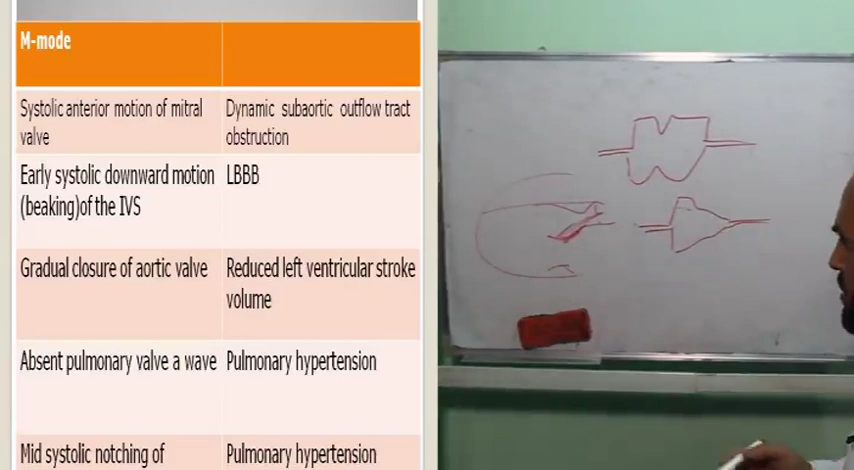 M-mode
Systolic anterior motion of mitral
valve
Dynamic subaortic outflow tract
obstruction
Early systolic downward motion
(beaking)of the IVS
LBBB
Gradual closure of aortic valve
Reduced left ventricular stroke
volume
Absent pulmonary valve a wave
Pulmonary hypertension
Mid systolic notching of
Pulmonary hypertension